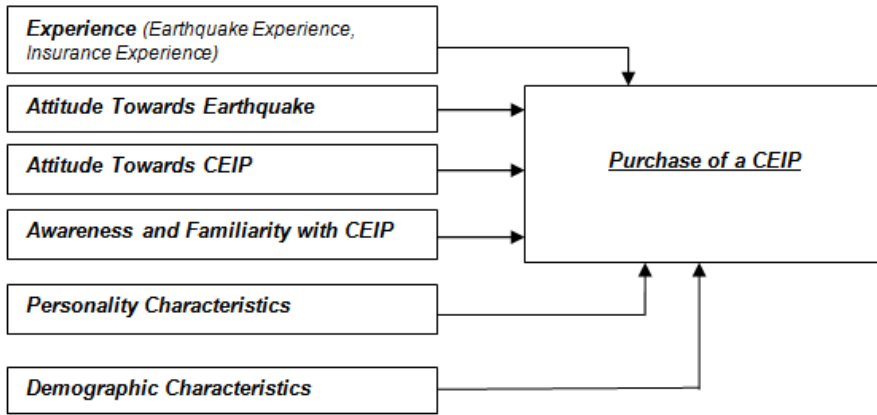 Experience (Earthquake Experience,
Insurance Experience)
Attitude Towards Earthquake
Attitude Towards CEIP
Purchase of a CEIP
Awareness and Familiarity with CEIP
Personality Characteristics
Demographic Characteristics